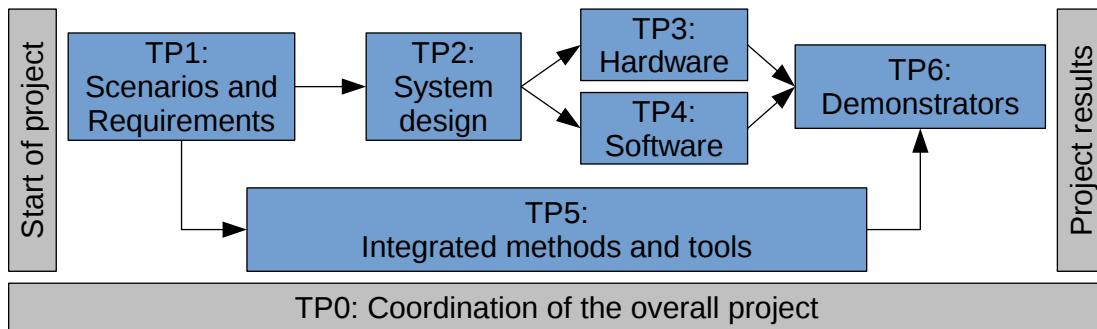 Start of project
TP1:
Scenarios and
Requirements
TP2:
System
design
TP3:
Hardware
TP4:
Software
TP6:
Demonstrators
TP5:
Integrated methods and tools
Project results
TP0: Coordination of the overall project